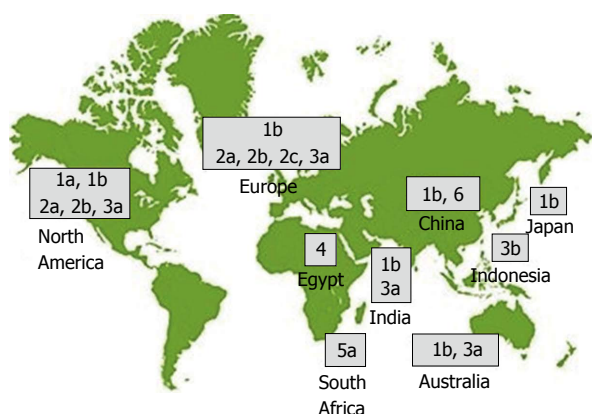 1b
2a, 2b, 2c, 3a
Europe
1a, 1b
2a, 2b, 3a
North
America
1b, 6
China
1b
Japan
4
Egypt
1b
3a
India
3b
Indonesia
5a
South
Africa
1b, 3a
Australia